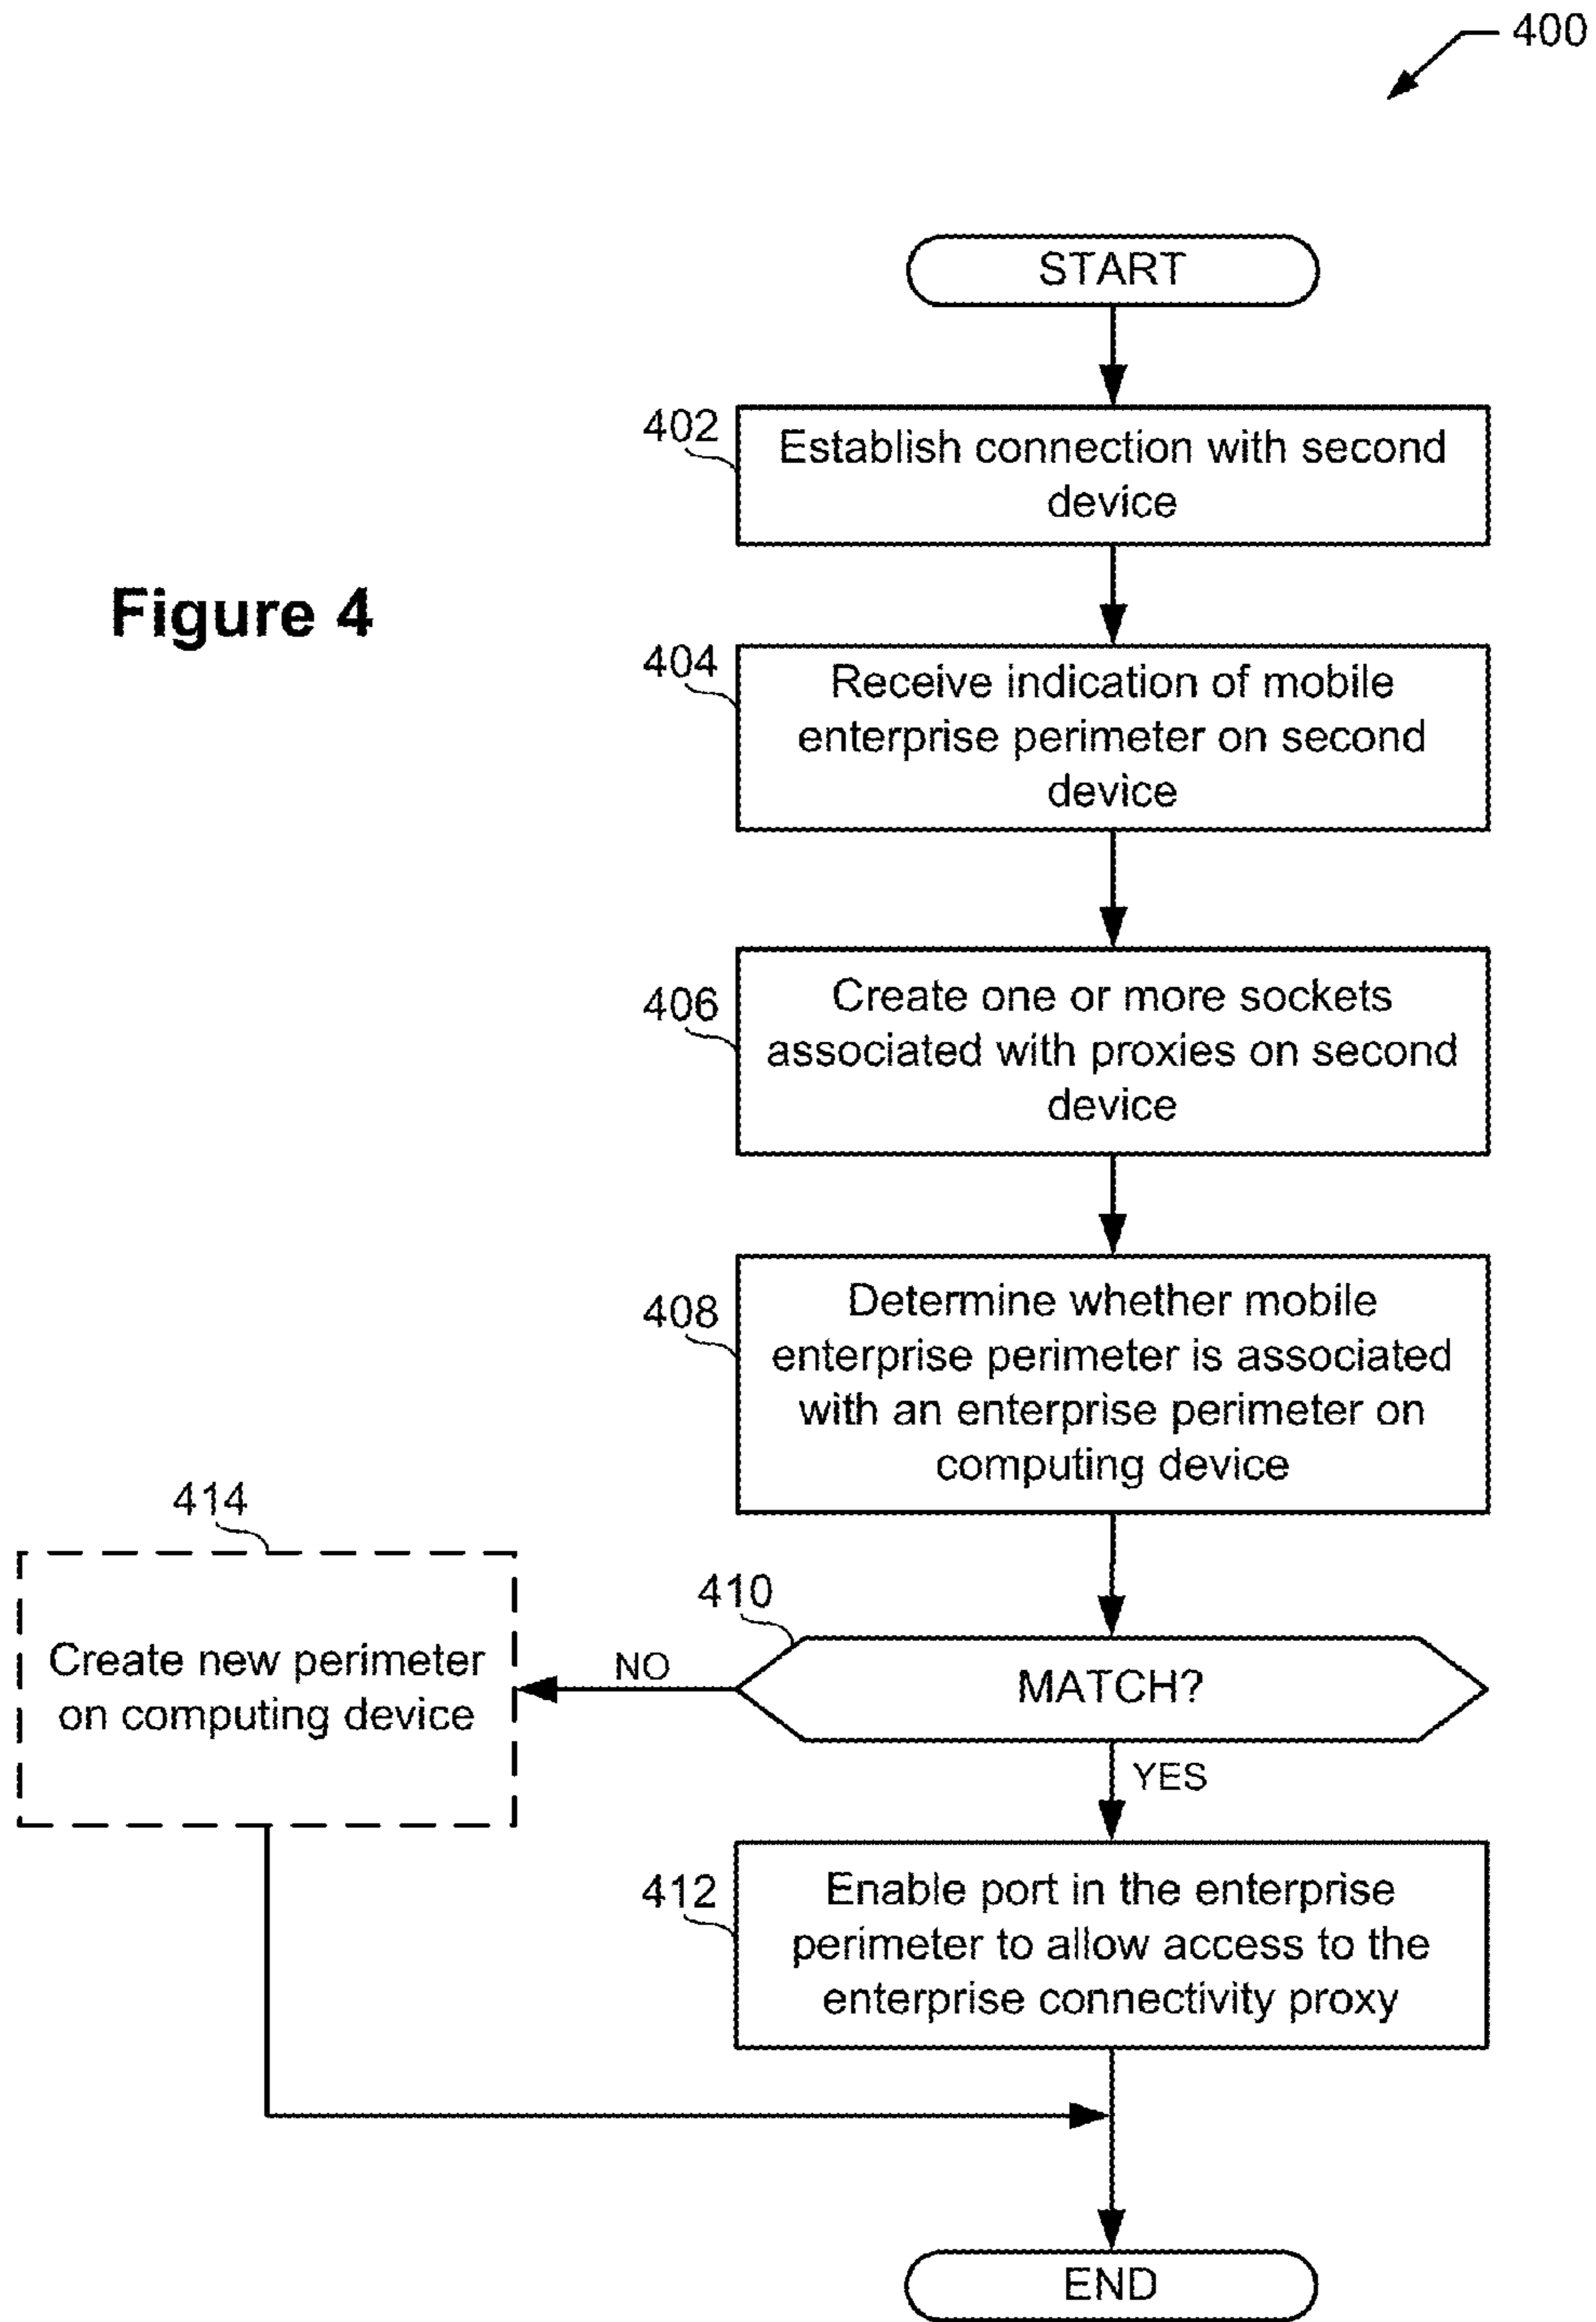 400
START
402
Establish connection with second
device
Figure 4
404
Receive indication of mobile
enterprise perimeter on second
device
406
Create one or more sockets
associated with proxies on second
device
408
Determine whether mobile
enterprise perimeter is associated
with an enterprise perimeter on
computing device
414
Create new perimeter
on computing device
NO
410
MATCH?
YES
412
Enable port in the enterprise
perimeter to allow access to the
enterprise connectivity proxy
END